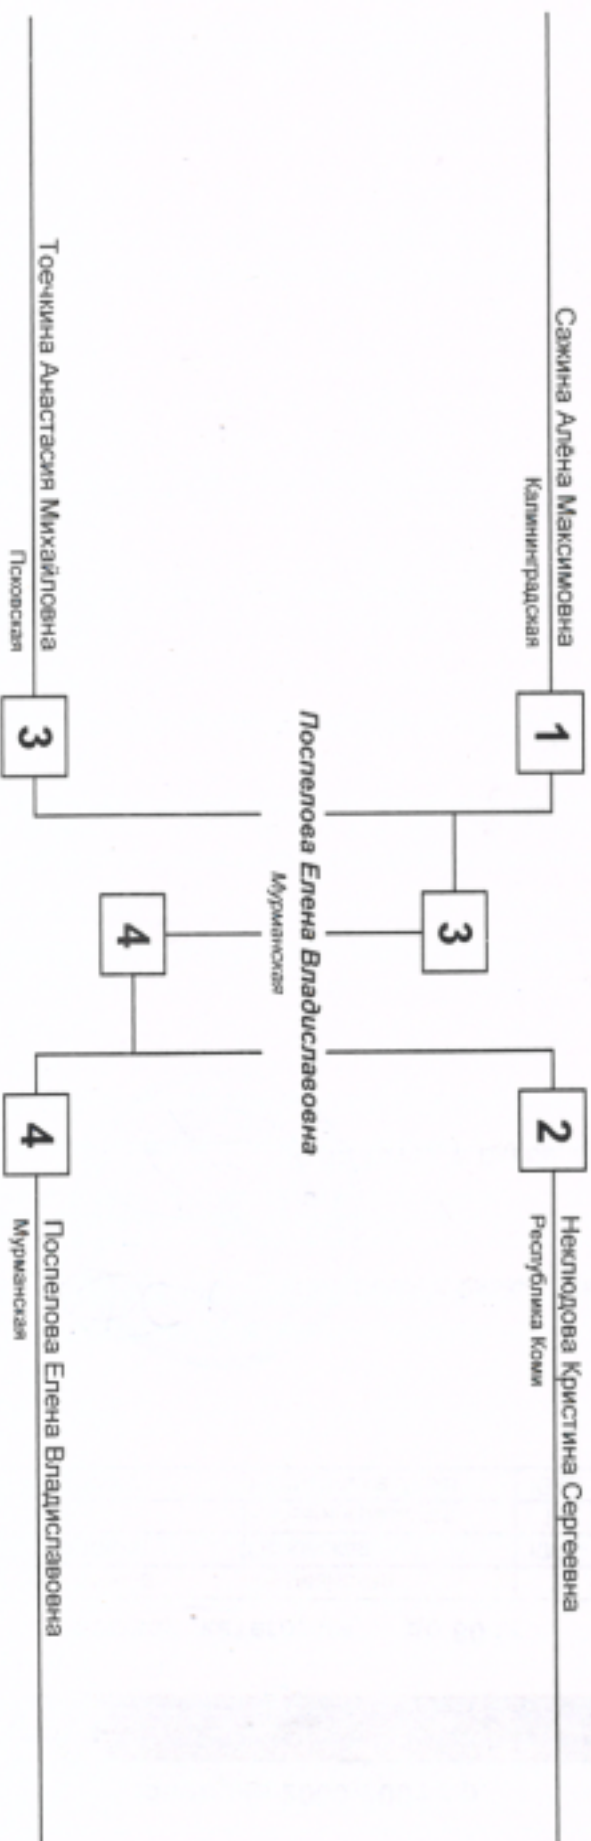 Сажина Алёна Максимовна
Калининградская
1
2
Неклюдова Кристина Сергеевна
Республика Коми
3
Поспелова Елена Владиславовна
Мурманская
4
Тоечкина Анастасия Михайловна
Псковская
3
4
Поспелова Елена Владиславовна
Мурманская